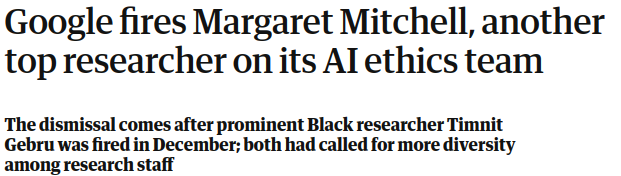 Google fires Margaret Mitchell, another
top researcher on its AI ethics team
The dismissal comes after prominent Black researcher Timnit
Gebru was fired in December; both had called for more diversity
among research staff